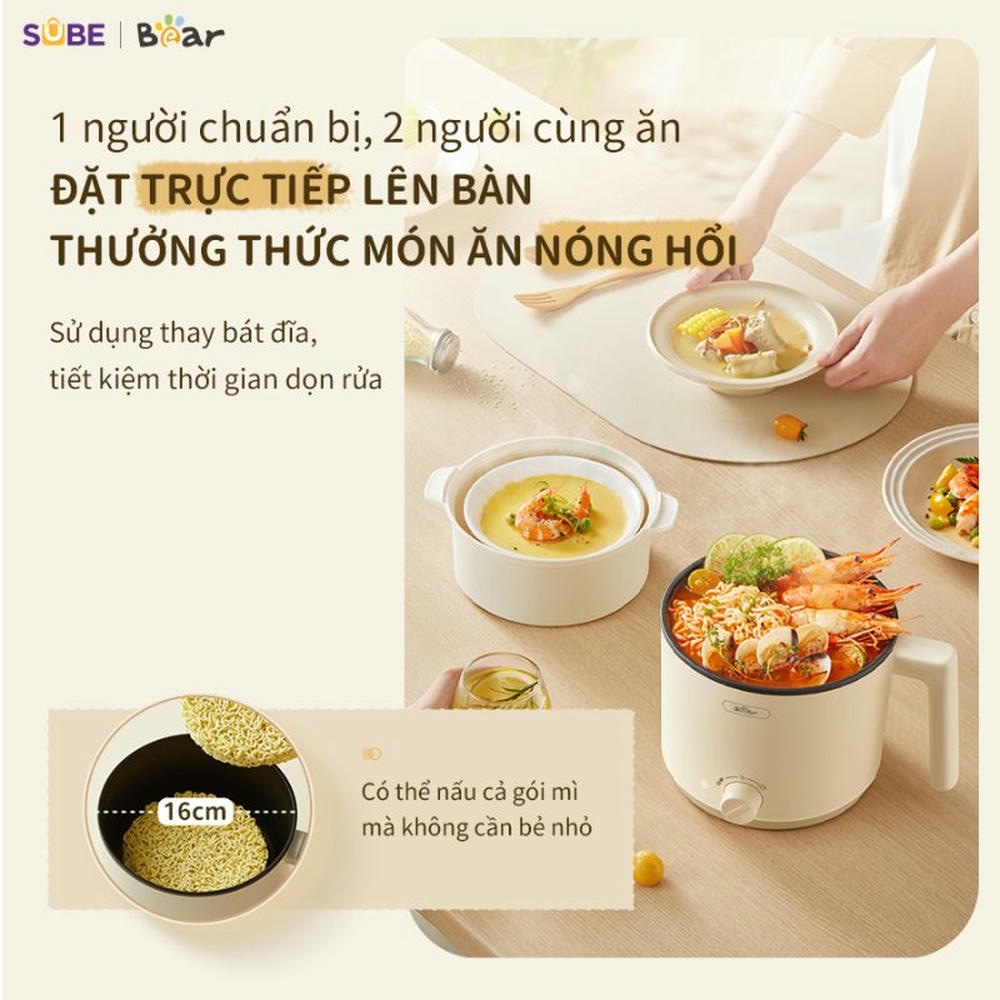 SUBE | Bear
1 người chuẩn bị, 2 người cùng ăn
ĐẶT TRỰC TIẾP LÊN BÀN
THƯỞNG THỨC MÓN ĂN NÓNG HỔI
Sử dụng thay bát đĩa,
tiết kiệm thời gian dọn rửa
Bear
16cm
Có thể nấu cả gói mì
mà không cần bẻ nhỏ